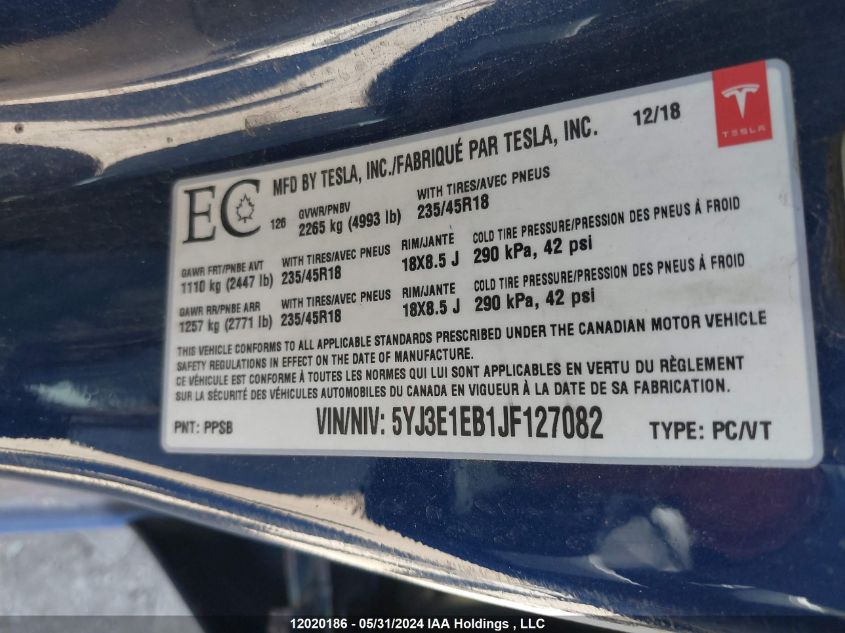 MFD BY TESLA, INC./FABRIQUÉ PAR TESLA, INC. 12/18
TESLA
EC 126 GVWR/PNBV WITH TIRES/AVEC PNEUS
2265 kg (4993 lb) 235/45R18
GAWR FRT/PNBE AVT WITH TIRES/AVEC PNEUS RIM/JANTE COLD TIRE PRESSURE/PRESSION DES PNEUS À FROID
1110 kg (2447 lb) 235/45R18 18X8.5 J 290 kPa, 42 psi
GAWR RR/PNBE ARR WITH TIRES/AVEC PNEUS RIM/JANTE COLD TIRE PRESSURE/PRESSION DES PNEUS À FROID
1257 kg (2771 lb) 235/45R18 18X8.5 J 290 kPa, 42 psi
THIS VEHICLE CONFORMS TO ALL APPLICABLE STANDARDS PRESCRIBED UNDER THE CANADIAN MOTOR VEHICLE
SAFETY REGULATIONS IN EFFECT ON THE DATE OF MANUFACTURE.
CE VÉHICULE EST CONFORME À TOUTES LES NORMES QUI LUI SONT APPLICABLES EN VERTU DU RÈGLEMENT
SUR LA SÉCURITÉ DES VÉHICULES AUTOMOBILES DU CANADA EN VIGUEUR À LA DATE DE SA FABRICATION.
PNT: PPSB VIN/NIV: 5YJ3E1EB1JF127082 TYPE: PC/VT
12020186 - 05/31/2024 IAA Holdings , LLC